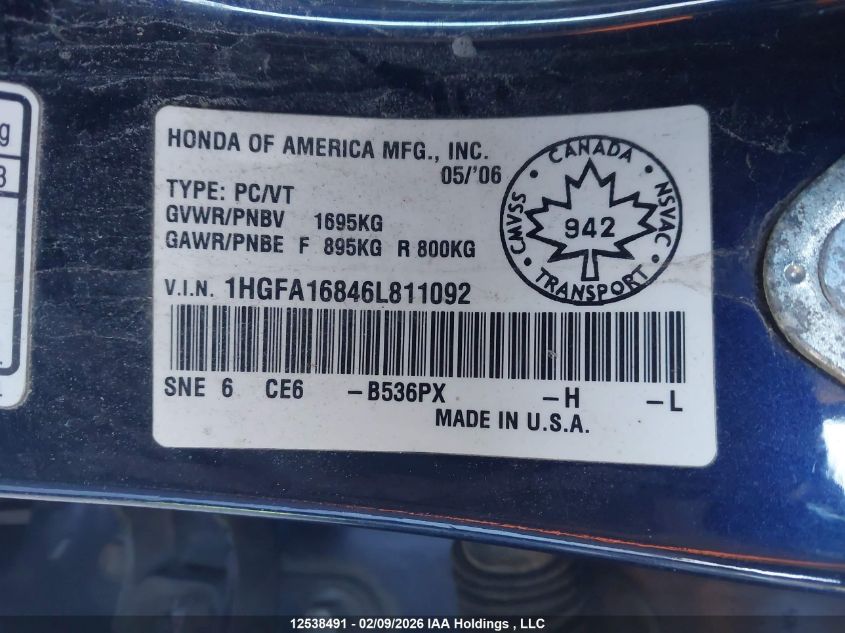 g
3
HONDA OF AMERICA MFG., INC.
05/'06
TYPE: PC/VT
GVWR/PNBV 1695KG
GAWR/PNBE F 895KG R 800KG
V.I.N. 1HGFA16846L811092
CANADA
CMVSS
942
NSVAC
TRANSPORT
SNE 6 CE6 -B536PX -H -L
MADE IN U.S.A.
12538491 - 02/09/2026 IAA Holdings , LLC